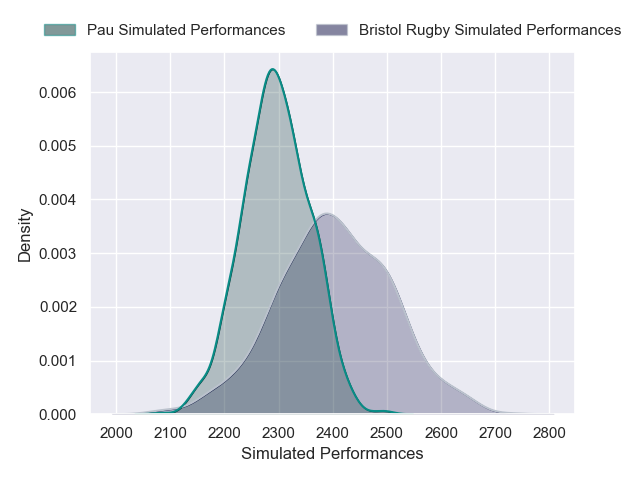 Pau Simulated Performances
Bristol Rugby Simulated Performances
Density
0.006
0.005
0.004
0.003
0.002
0.001
0.000
2000 2100 2200 2300 2400 2500 2600 2700 2800
Simulated Performances